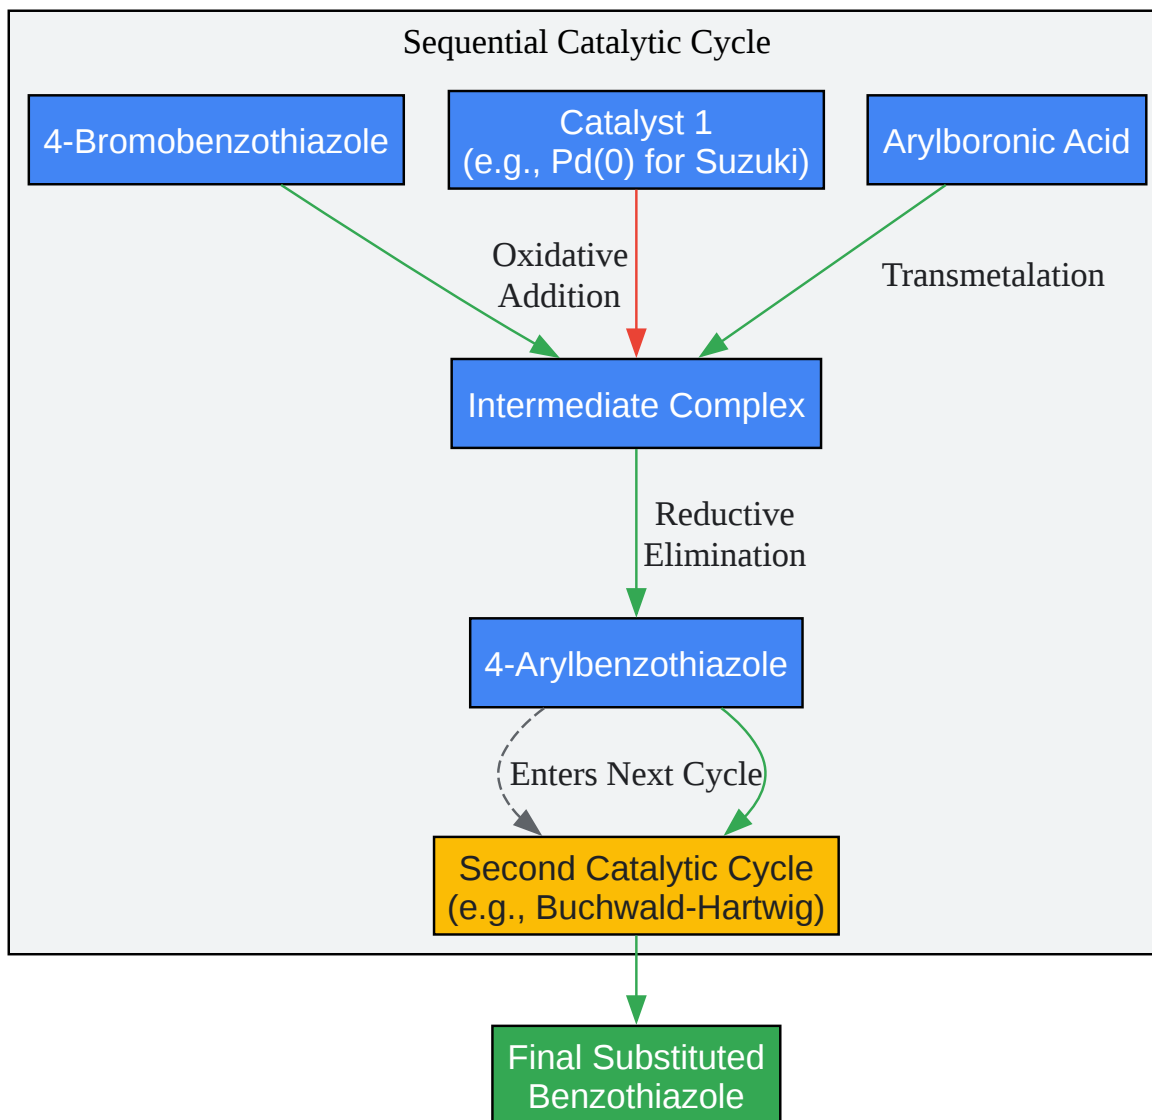 Sequential Catalytic Cycle
4-Bromobenzothiazole
Catalyst 1
(e.g., Pd(0) for Suzuki)
Arylboronic Acid
Oxidative
Addition
Transmetalation
Intermediate Complex
Reductive
Elimination
4-Arylbenzothiazole
Enters Next Cycle
Second Catalytic Cycle
(e.g., Buchwald-Hartwig)
Final Substituted
Benzothiazole